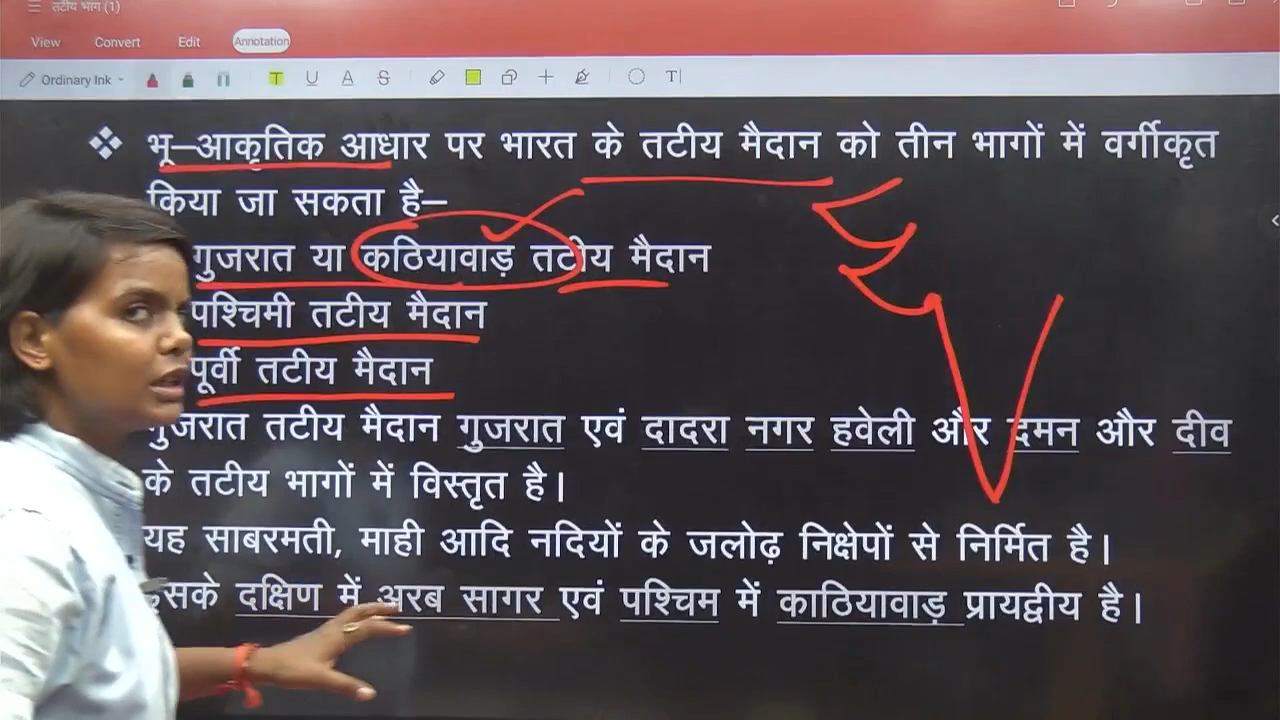 तटीय भाग (1)
View Convert Edit Annotation
Ordinary Ink
❖ भू–आकृतिक आधार पर भारत के तटीय मैदान को तीन भागों में वर्गीकृत
किया जा सकता है–
गुजरात या कठियावाड़ तटीय मैदान
पश्चिमी तटीय मैदान
पूर्वी तटीय मैदान
गुजरात तटीय मैदान गुजरात एवं दादरा नगर हवेली और दमन और दीव
के तटीय भागों में विस्तृत है।
यह साबरमती, माही आदि नदियों के जलोढ़ निक्षेपों से निर्मित है।
इसके दक्षिण में अरब सागर एवं पश्चिम में काठियावाड़ प्रायद्वीय है।